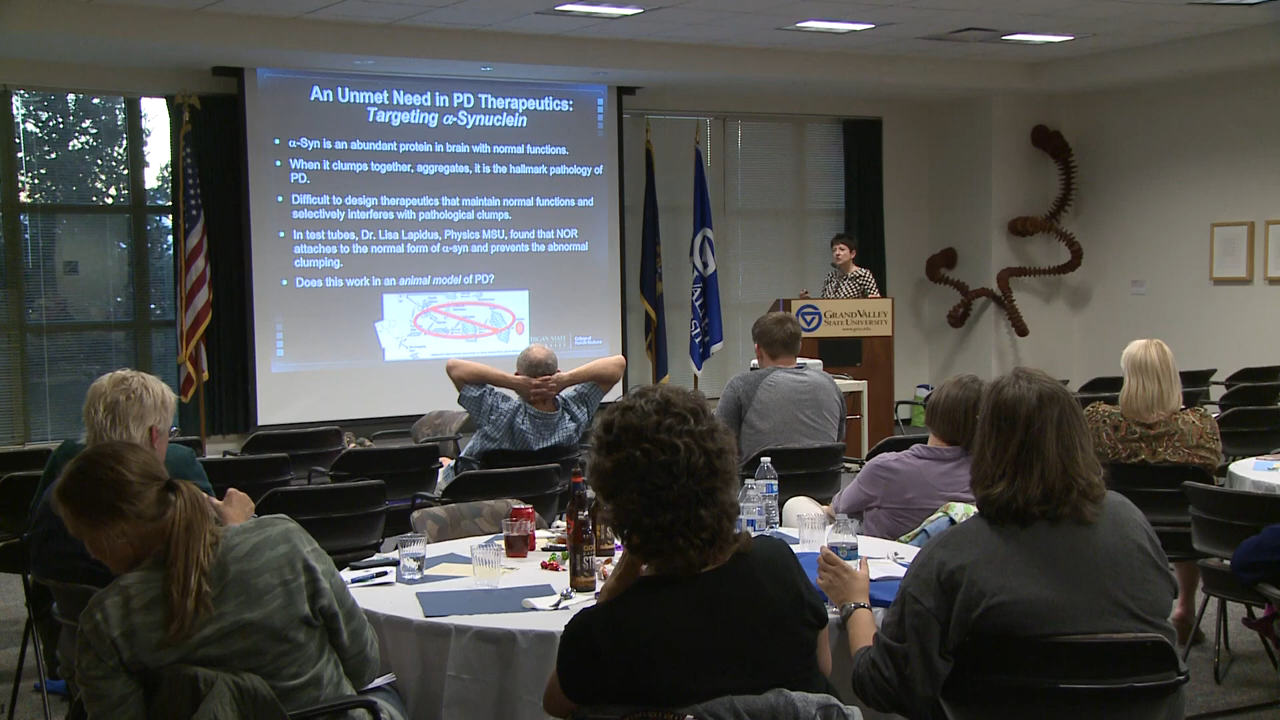 An Unmet Need in PD Therapeutics:
Targeting α-Synuclein
• α-Syn is an abundant protein in brain with normal functions.
• When it clumps together, aggregates, it is the hallmark pathology of
PD.
• Difficult to design therapeutics that maintain normal functions and
selectively interferes with pathological clumps.
• In test tubes, Dr. Lisa Lapidus, Physics MSU, found that NOR
attaches to the normal form of α-syn and prevents the abnormal
clumping.
• Does this work in an animal model of PD?
GRAND VALLEY
STATE UNIVERSITY
www.gvsu.edu